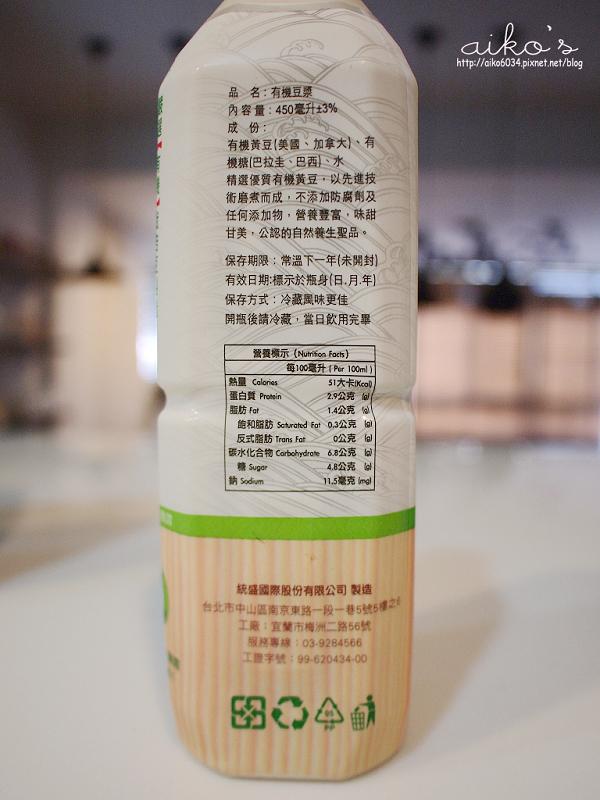 aiko's
http://aiko6034.pixnet.net/blog
品 名：有機豆漿
內容量：450毫升±3%
成 份：
有機黃豆(美國、加拿大)、有
機糖(巴拉圭、巴西)、水
精選優質有機黃豆，以先進技
術磨煮而成，不添加防腐劑及
任何添加物，營養豐富，味甜
甘美，公認的自然養生聖品。
保存期限：常溫下一年(未開封)
有效日期:標示於瓶身(日.月.年)
保存方式：冷藏風味更佳
開瓶後請冷藏，當日飲用完畢
營養標示 (Nutrition Facts)
每100毫升 ( Per 100ml )
熱量 Calories 51大卡(Kcal)
蛋白質 Protein 2.9公克 (g)
脂肪 Fat 1.4公克 (g)
飽和脂肪 Saturated Fat 0.3公克 (g)
反式脂肪 Trans Fat 0公克 (g)
碳水化合物 Carbohydrate 6.8公克 (g)
糖 Sugar 4.8公克 (g)
鈉 Sodium 11.5毫克 (mg)
統盛國際股份有限公司 製造
台北市中山區南京東路一段一巷5號5樓之6
工廠：宜蘭市梅洲二路56號
服務專線：03-9284566
工證字號：99-620434-00
95
PP